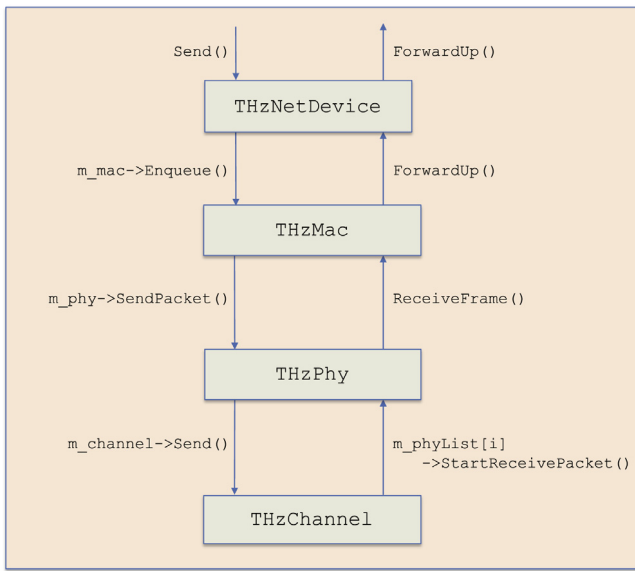 Send()
ForwardUp()
THzNetDevice
m_mac->Enqueue()
ForwardUp()
THzMac
m_phy->SendPacket()
ReceiveFrame()
THzPhy
m_channel->Send()
m_phyList[i]
->StartReceivePacket()
THzChannel